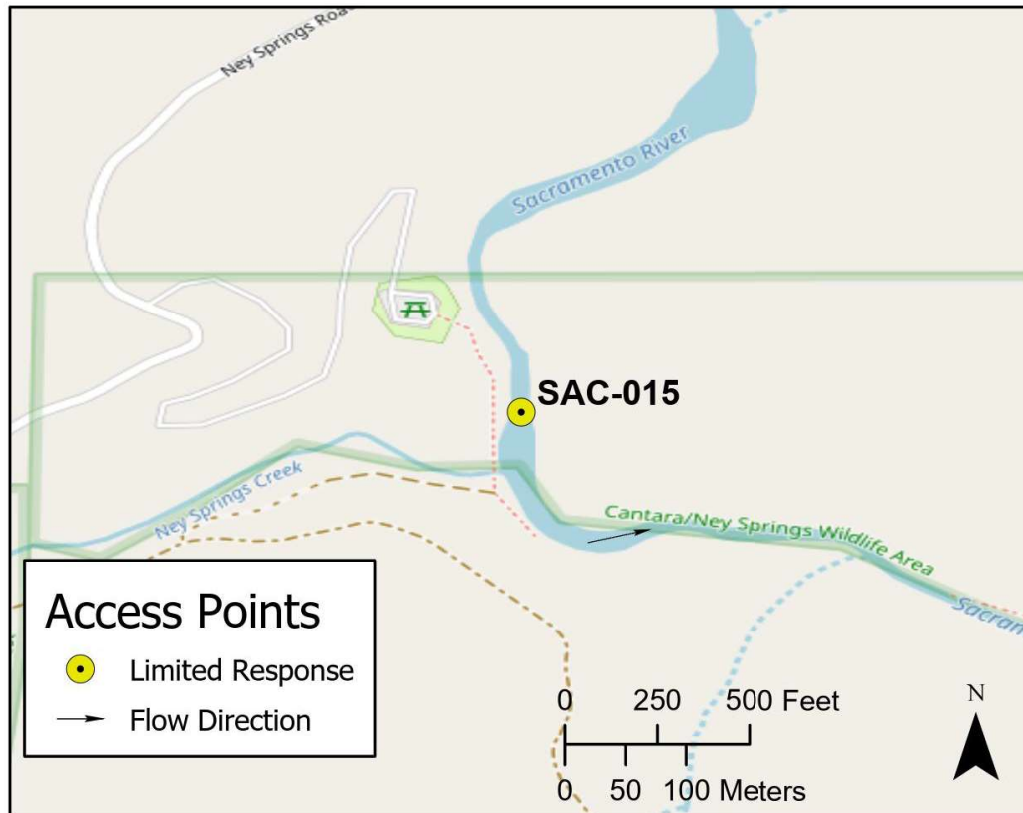 Ney Springs Road
Sacramento River
SAC-015
Ney Springs Creek
Cantara/Ney Springs Wildlife Area
Sacram
Access Points
Limited Response
Flow Direction
0 250 500 Feet
0 50 100 Meters
N